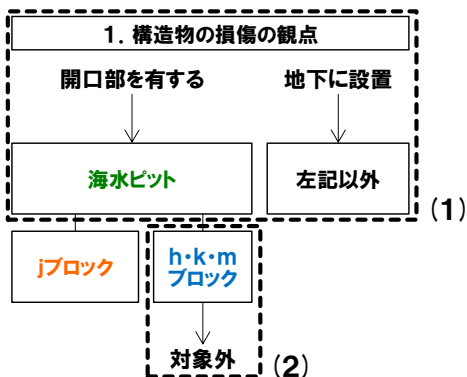 1. 構造物の損傷の観点
開口部を有する
地下に設置
海水ピット
左記以外
(1)
jブロック
h・k・m
ブロック
対象外
(2)